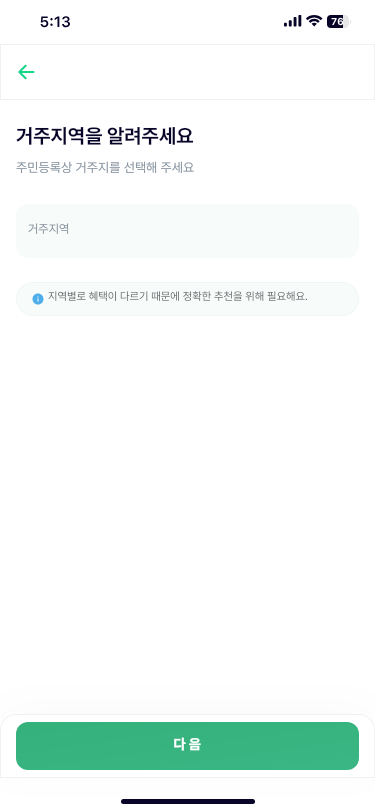 5:13
76
거주지역을 알려주세요
주민등록상 거주지를 선택해 주세요
거주지역
지역별로 혜택이 다르기 때문에 정확한 추천을 위해 필요해요.
다음